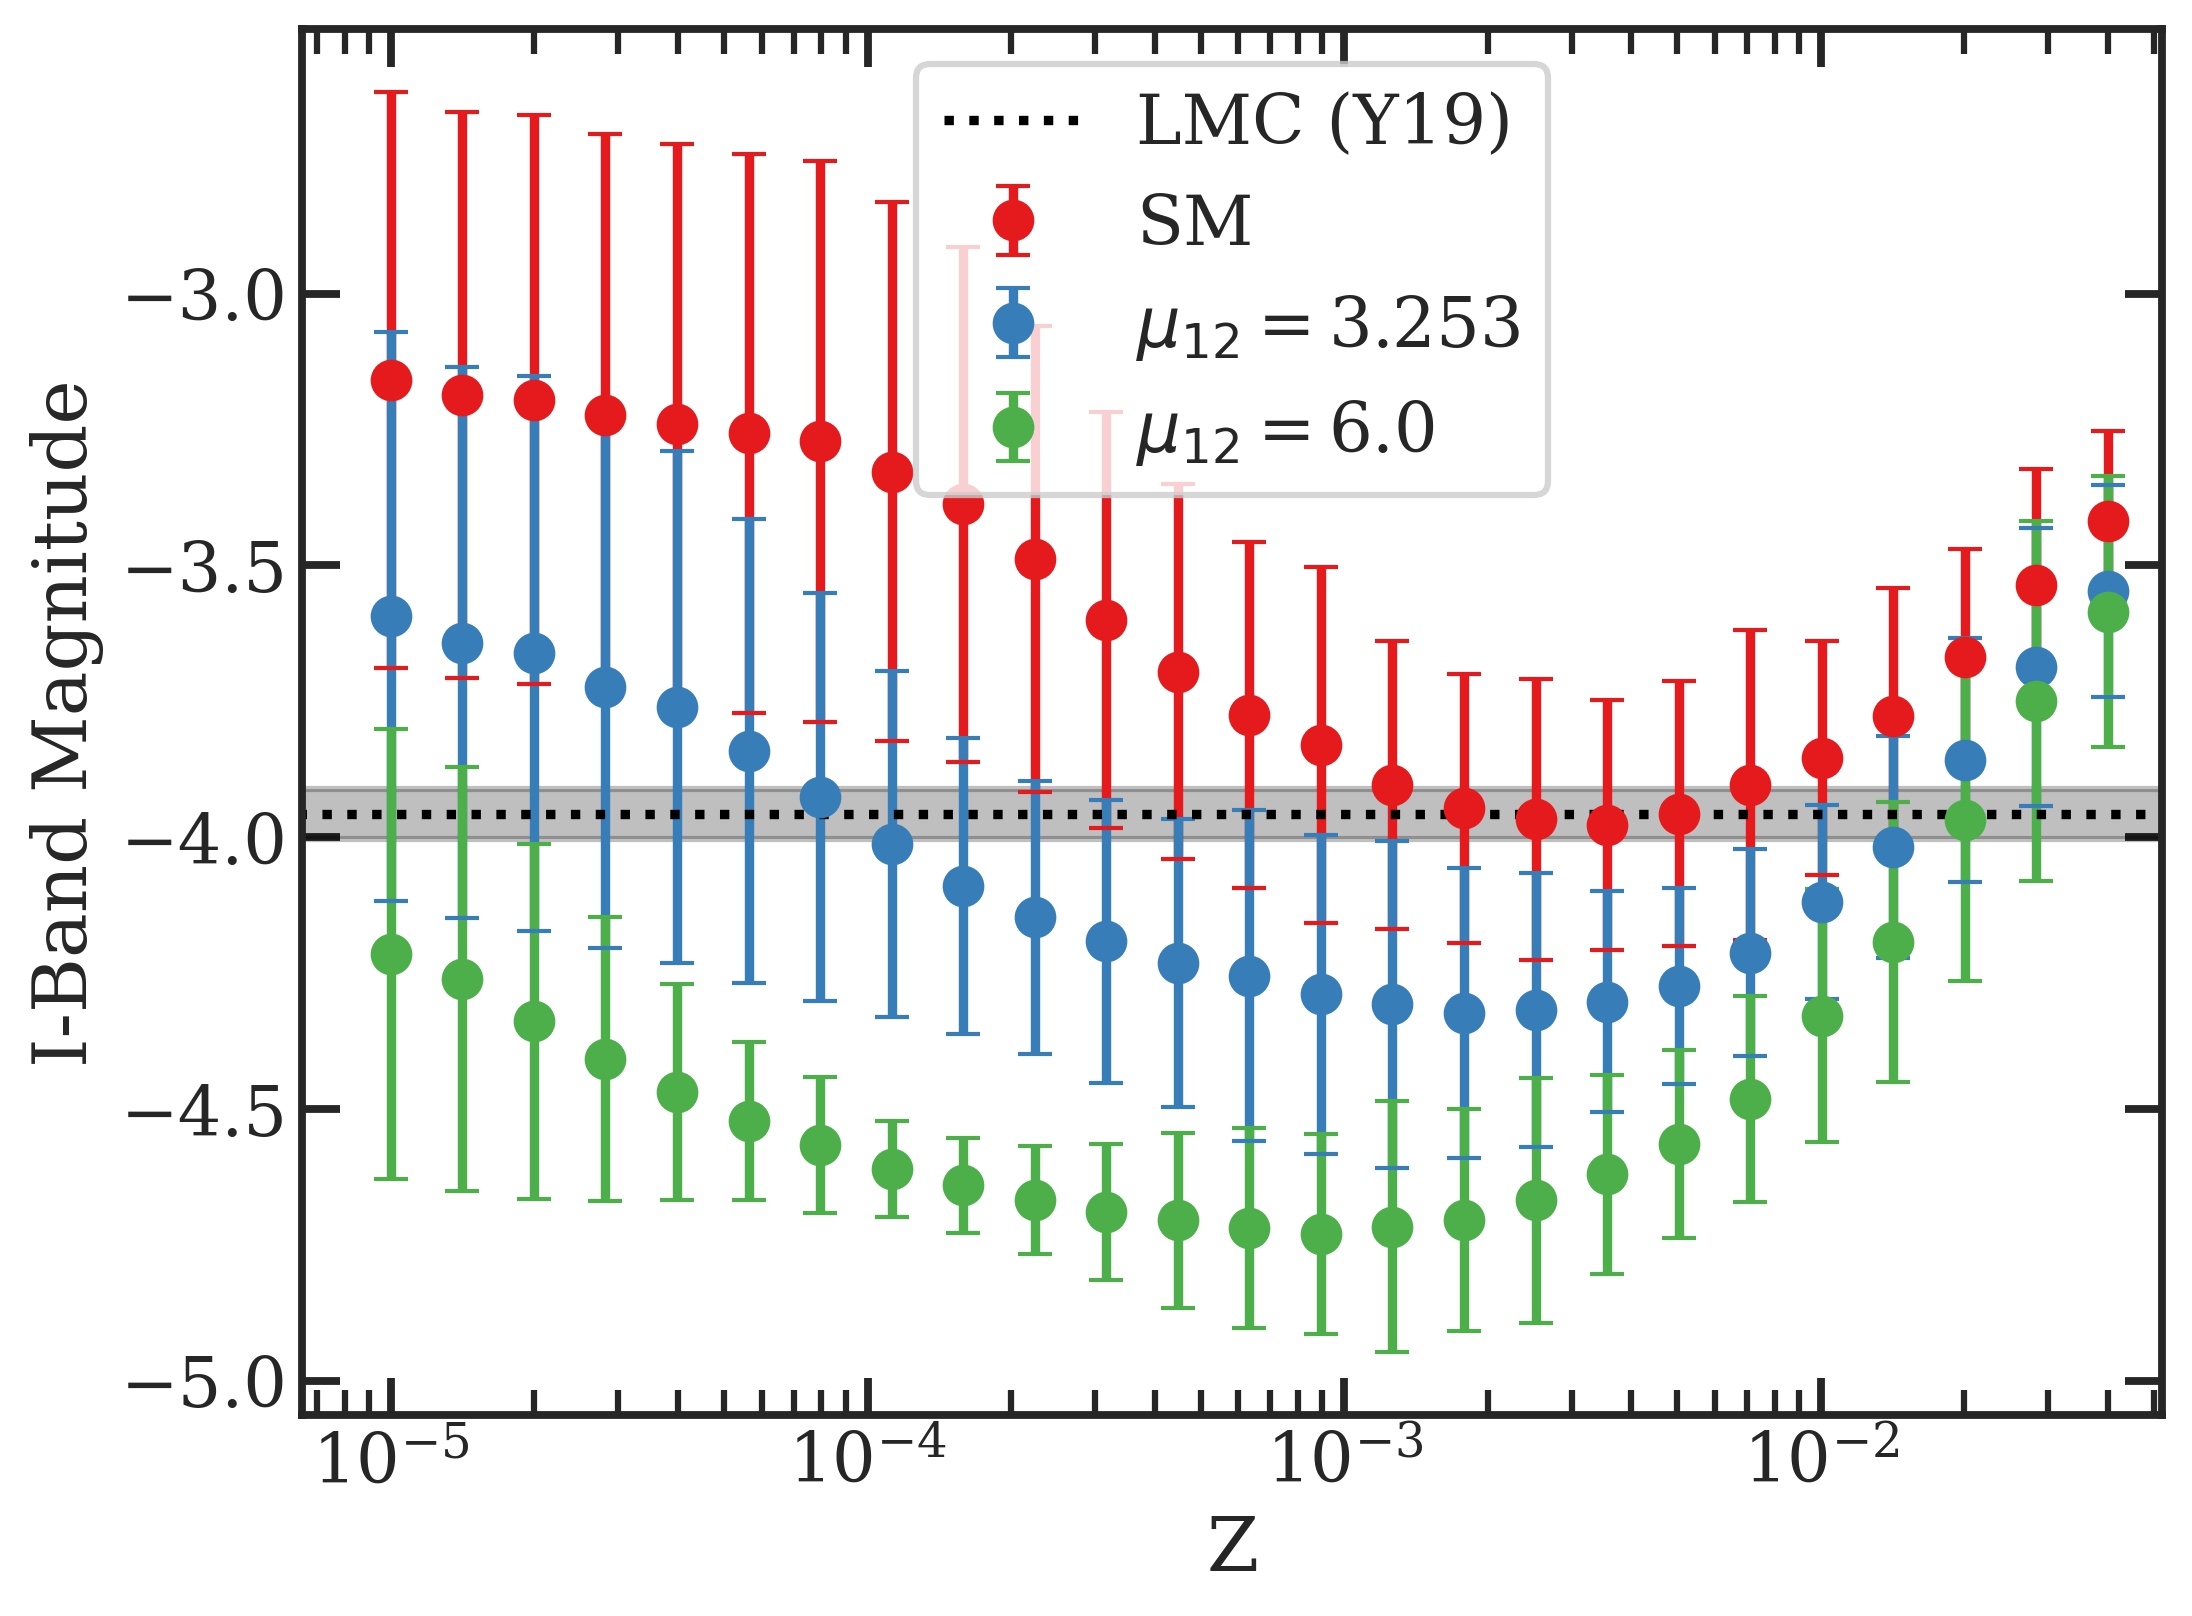 LMC (Y19)
SM
μ₁₂ = 3.253
μ₁₂ = 6.0
I-Band Magnitude
−3.0
−3.5
−4.0
−4.5
−5.0
10⁻⁵ 10⁻⁴ 10⁻³ 10⁻²
Z